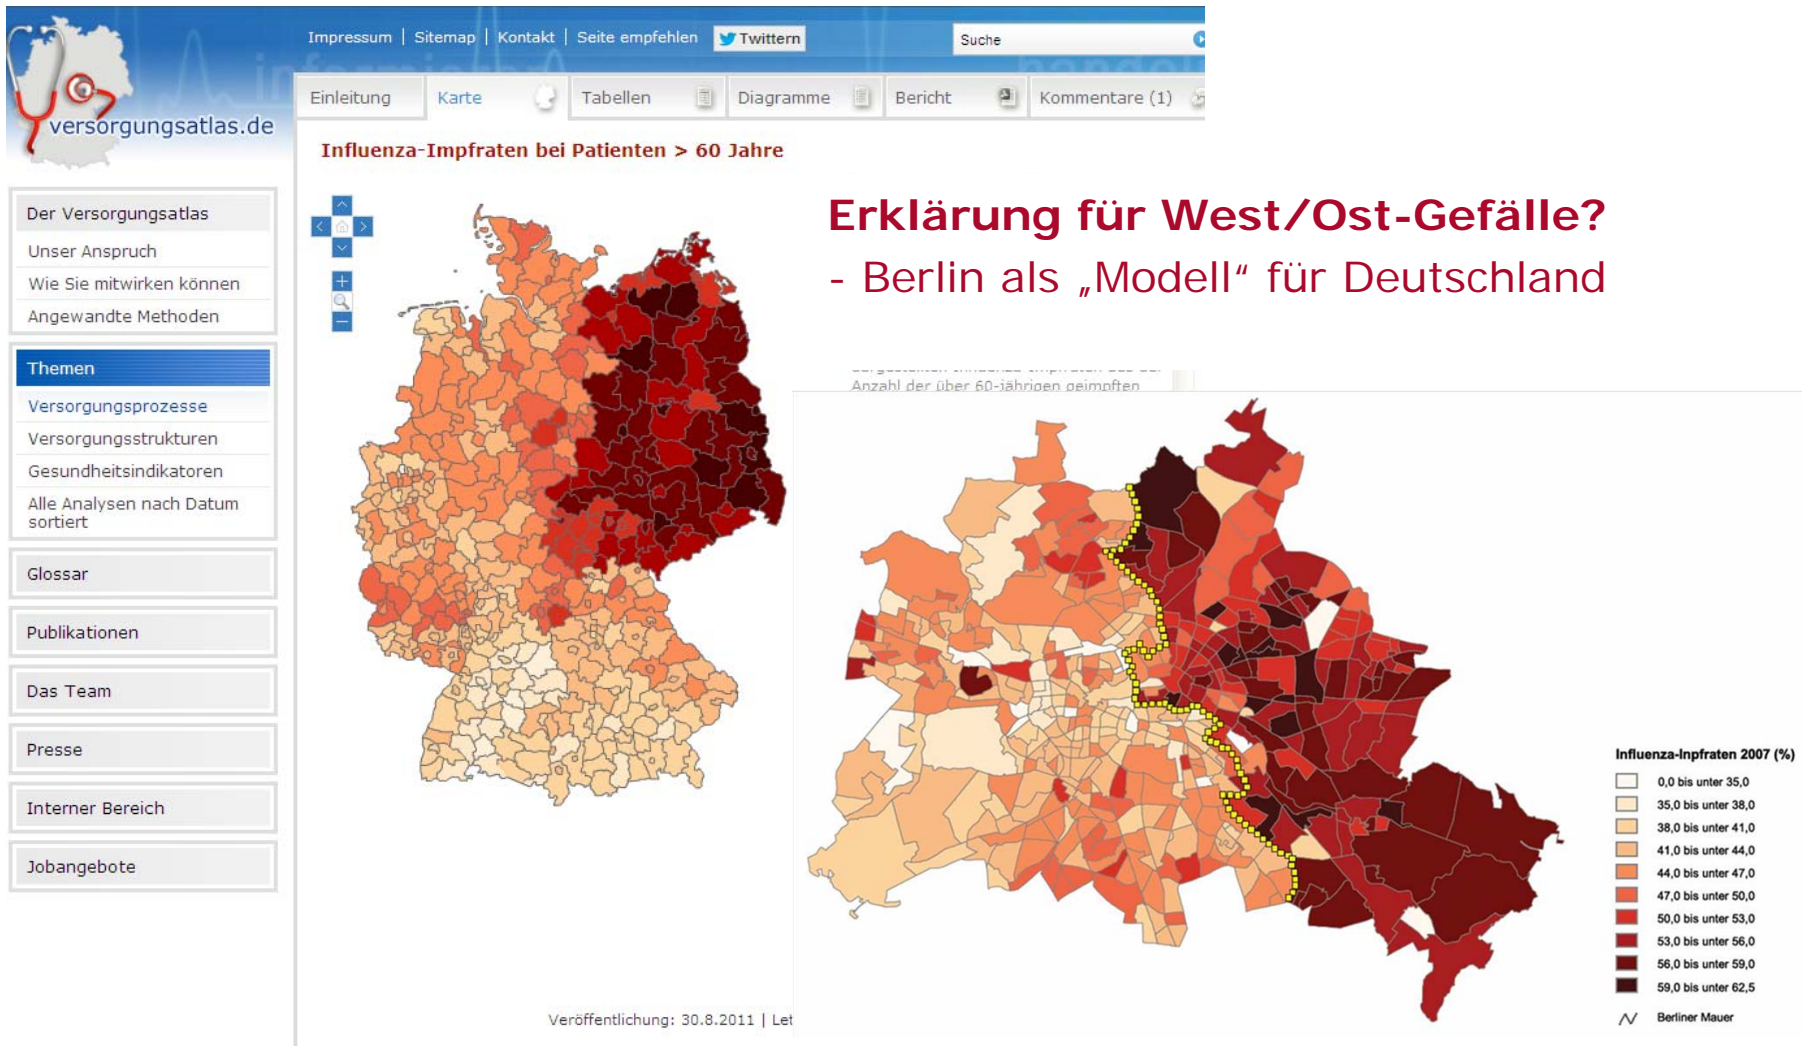 Impressum | Sitemap | Kontakt | Seite empfehlen
Twittern
Suche
versorgungsatlas.de
Einleitung
Karte
Tabellen
Diagramme
Bericht
Kommentare (1)
Influenza-Impfraten bei Patienten > 60 Jahre
Der Versorgungsatlas
Unser Anspruch
Wie Sie mitwirken können
Angewandte Methoden
Themen
Versorgungsprozesse
Versorgungsstrukturen
Gesundheitsindikatoren
Alle Analysen nach Datum
sortiert
Glossar
Publikationen
Das Team
Presse
Interner Bereich
Jobangebote
Erklärung für West/Ost-Gefälle?
- Berlin als „Modell“ für Deutschland
Anzahl der über 60-jährigen geimpften
Influenza-Inpfraten 2007 (%)
0,0 bis unter 35,0
35,0 bis unter 38,0
38,0 bis unter 41,0
41,0 bis unter 44,0
44,0 bis unter 47,0
47,0 bis unter 50,0
50,0 bis unter 53,0
53,0 bis unter 56,0
56,0 bis unter 59,0
59,0 bis unter 62,5
Berliner Mauer
Veröffentlichung: 30.8.2011 | Let